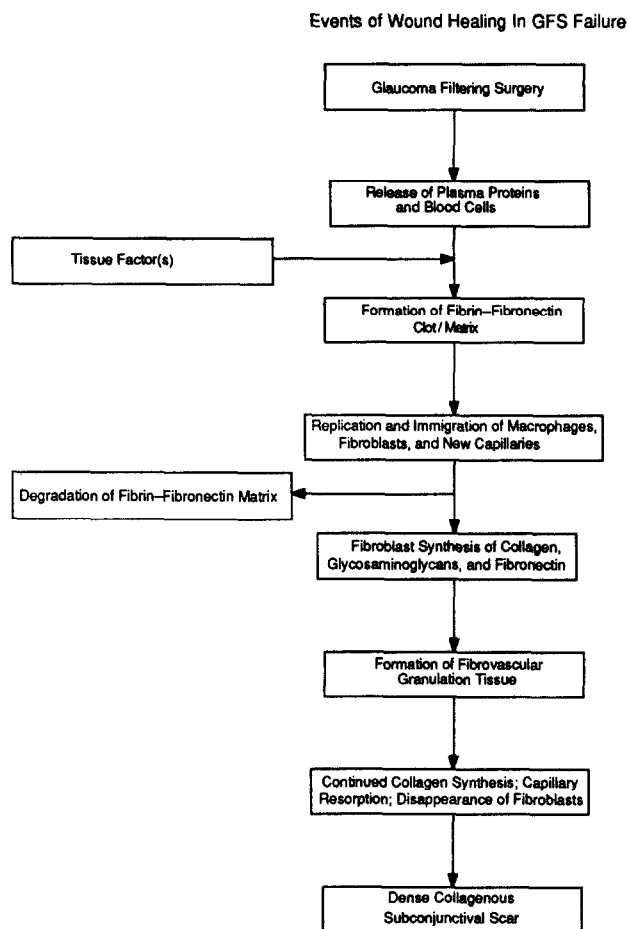 Events of Wound Healing In GFS Failure
Glaucoma Filtering Surgery
Release of Plasma Proteins
and Blood Cells
Tissue Factor(s)
Formation of Fibrin–Fibronectin
Clot / Matrix
Replication and Immigration of Macrophages,
Fibroblasts, and New Capillaries
Degradation of Fibrin–Fibronectin Matrix
Fibroblast Synthesis of Collagen,
Glycosaminoglycans, and Fibronectin
Formation of Fibrovascular
Granulation Tissue
Continued Collagen Synthesis; Capillary
Resorption; Disappearance of Fibroblasts
Dense Collagenous
Subconjunctival Scar